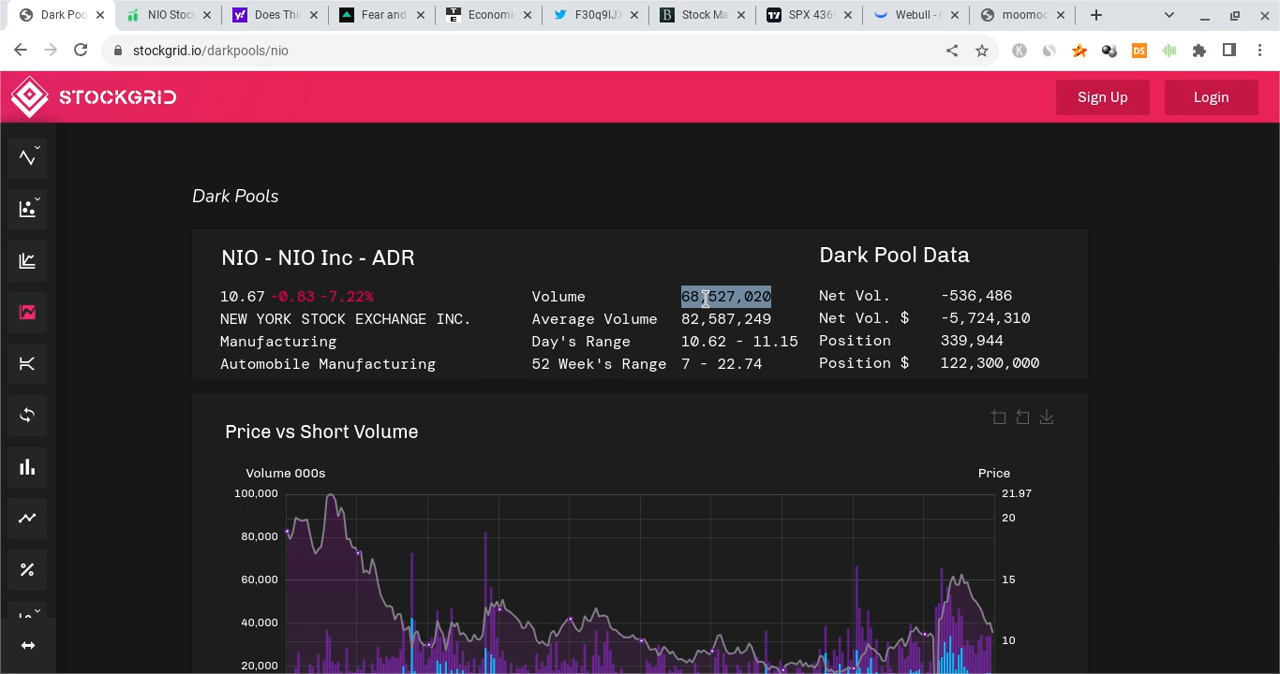 Dark Poo
NIO Stoc
Does Thi
Fear and
Economi
F30q9IJX
Stock Ma
SPX 436
Webull - 
moomoo
stockgrid.io/darkpools/nio
STOCKGRID
Sign Up
Login
Dark Pools
NIO - NIO Inc - ADR
10.67 -0.83 -7.22%
NEW YORK STOCK EXCHANGE INC.
Manufacturing
Automobile Manufacturing
Volume 68,527,020
Average Volume 82,587,249
Day's Range 10.62 - 11.15
52 Week's Range 7 - 22.74
Dark Pool Data
Net Vol. -536,486
Net Vol. $ -5,724,310
Position 339,944
Position $ 122,300,000
Price vs Short Volume
Volume 000s
Price
100,000
80,000
60,000
40,000
20,000
21.97
20
15
10